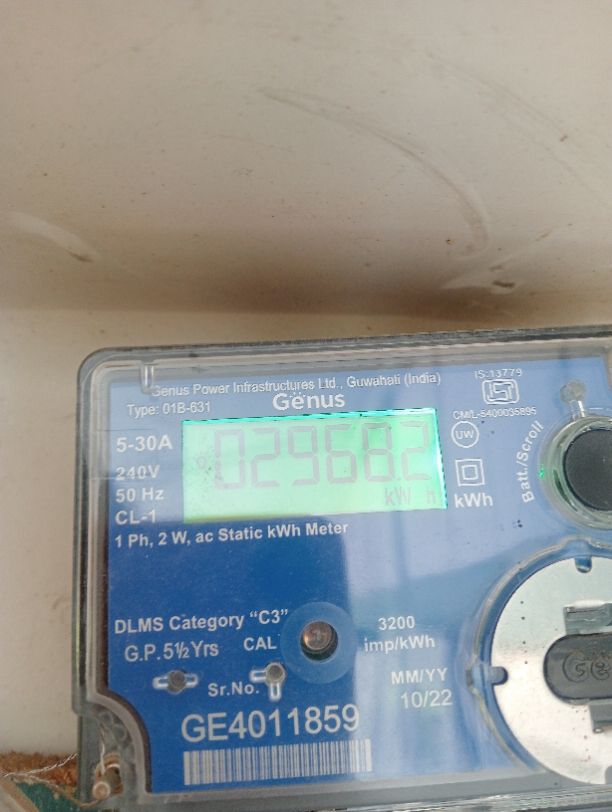 Genus Power Infrastructures Ltd., Guwahati (India)
Type: 01B-631
Genus
IS-13779
CM/L-5400035895
5-30A
240V
50 Hz
CL-1
029682
kW h
UW
kWh
Batt./Scroll
1 Ph, 2 W, ac Static kWh Meter
DLMS Category "C3"
G.P. 5½ Yrs
CAL
3200
imp/kWh
MM/YY
10/22
Sr.No.
GE4011859